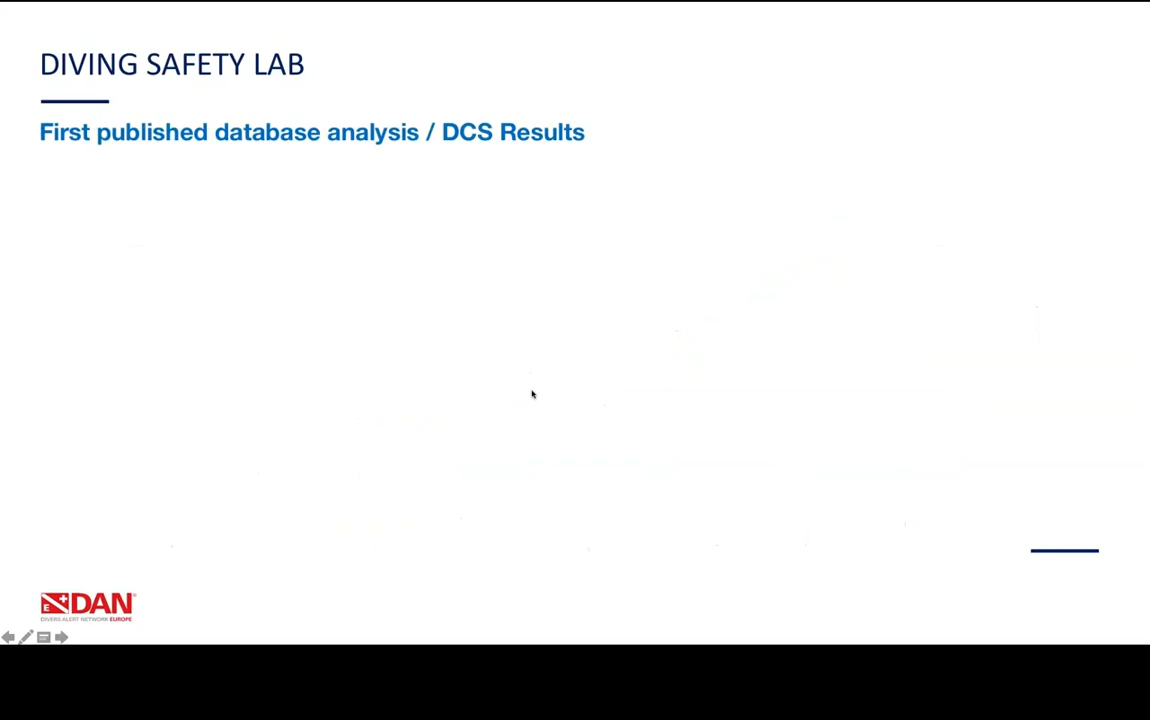 DIVING SAFETY LAB
First published database analysis / DCS Results
E
DAN
DIVERS ALERT NETWORK EUROPE